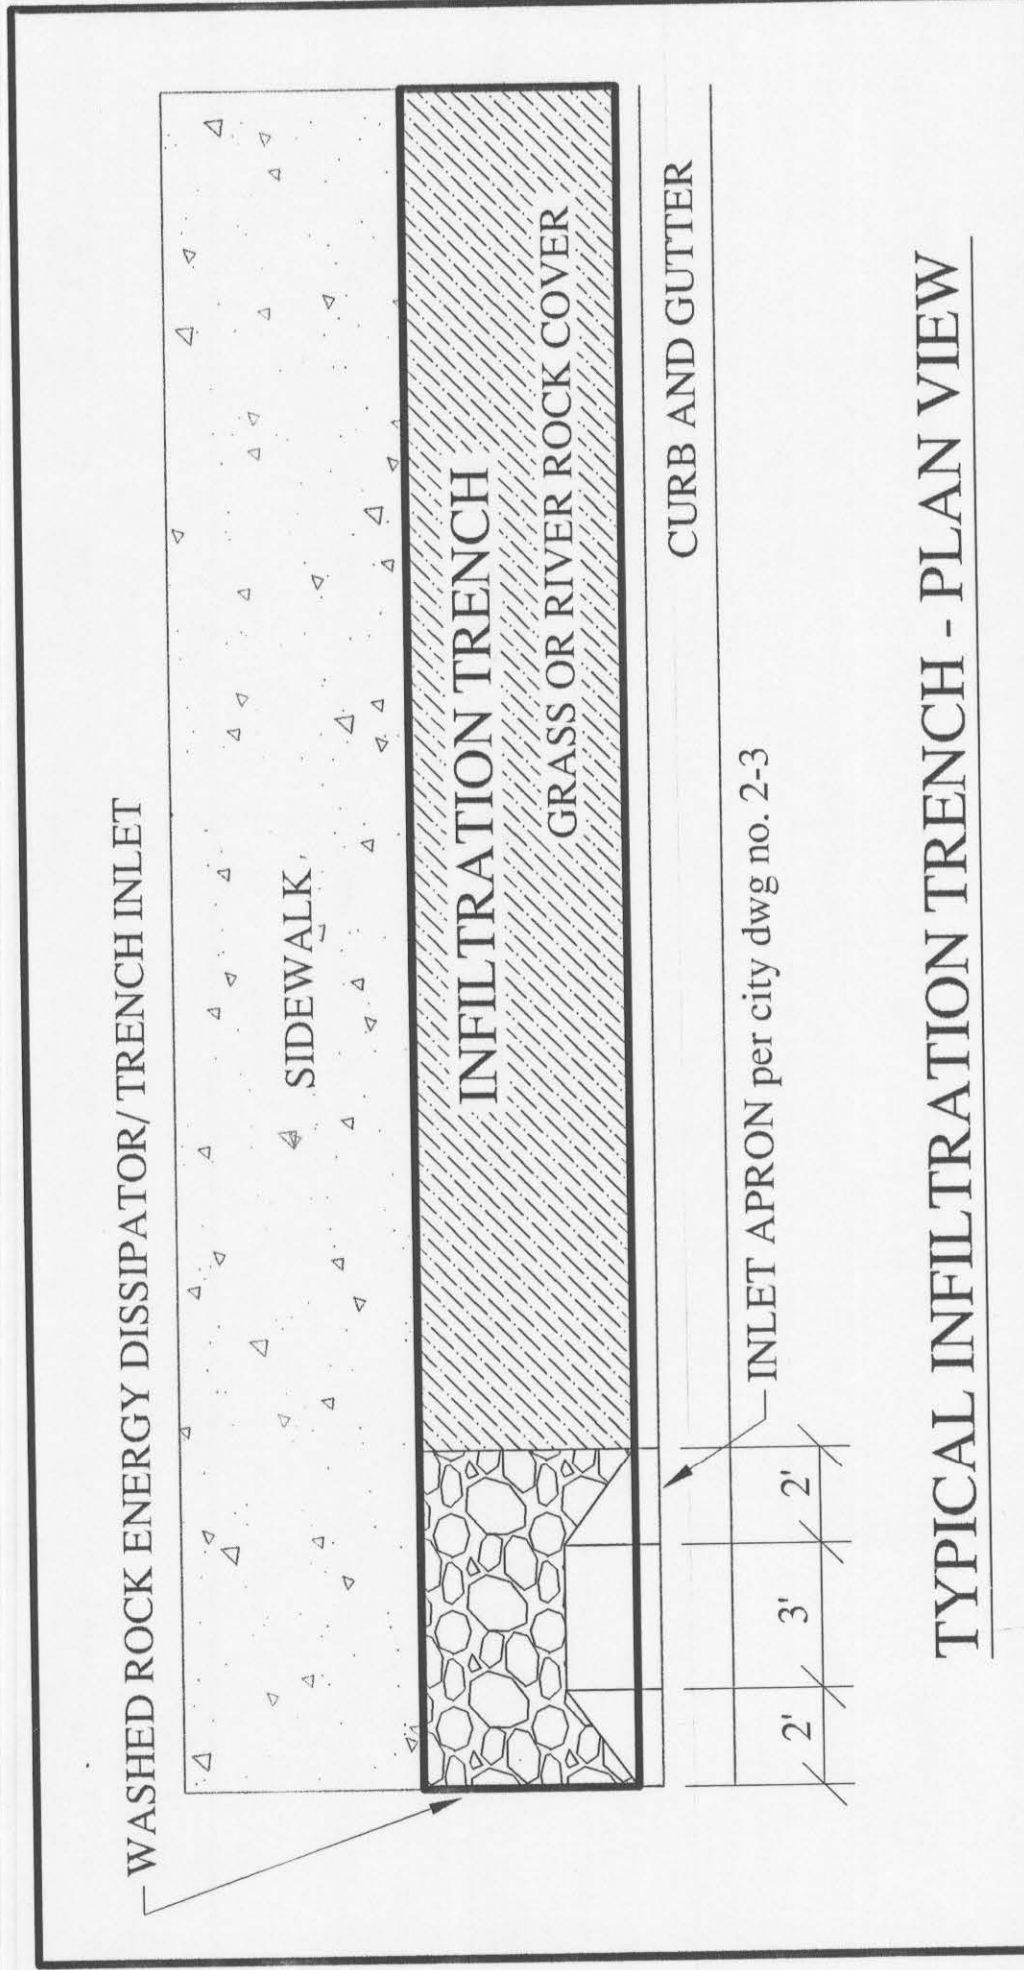 WASHED ROCK ENERGY DISSIPATOR/ TRENCH INLET
SIDEWALK
INFILTRATION TRENCH
GRASS OR RIVER ROCK COVER
CURB AND GUTTER
INLET APRON per city dwg no. 2-3
2' 3' 2'
TYPICAL INFILTRATION TRENCH - PLAN VIEW